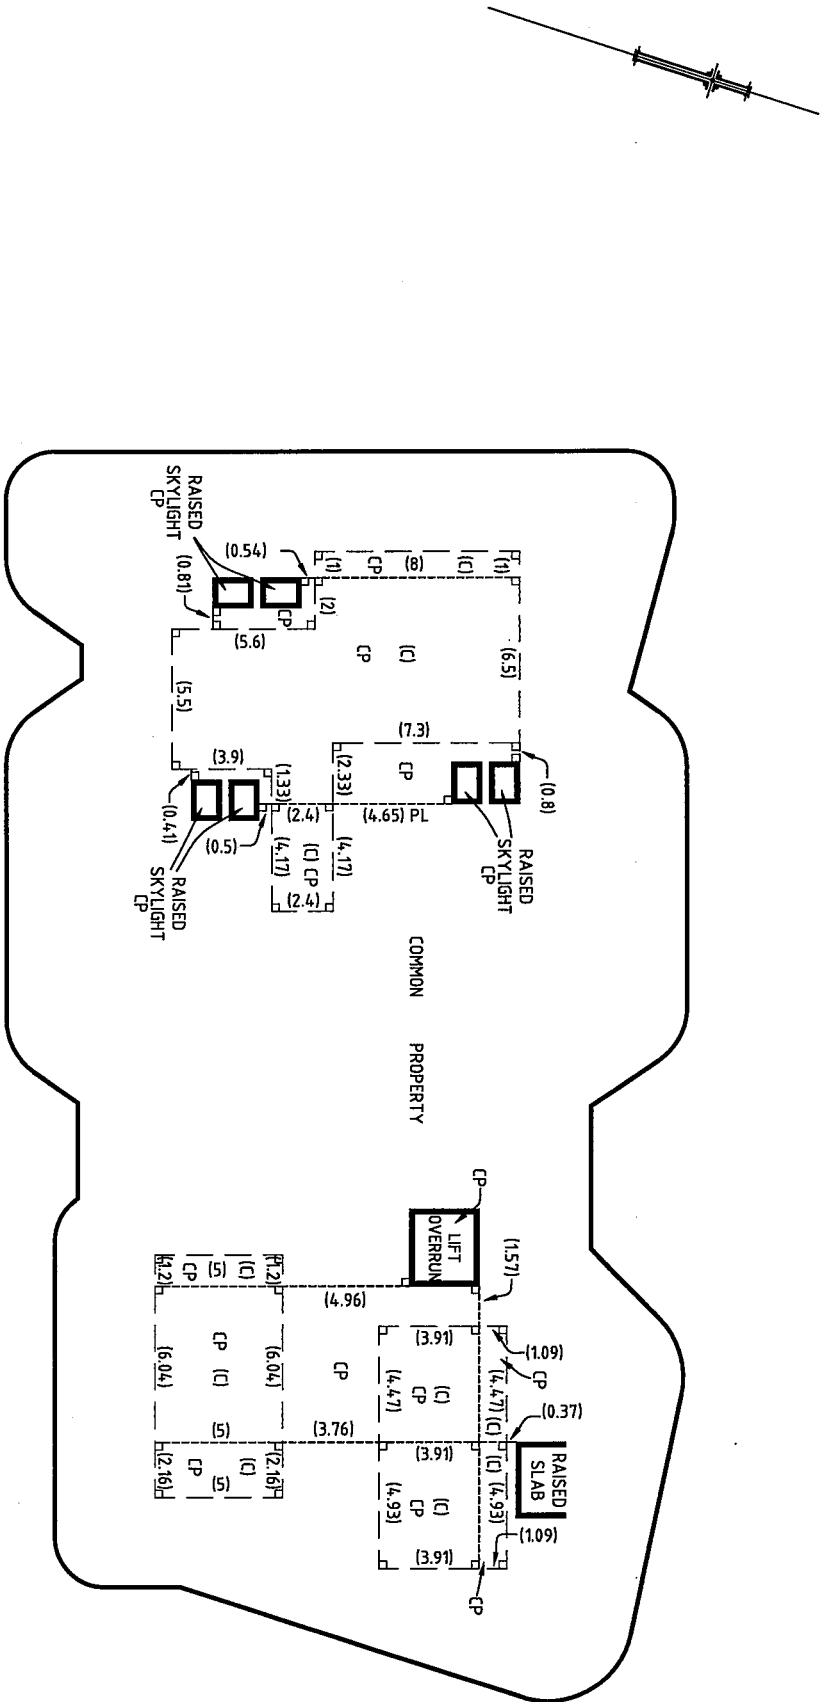 (1)
CP
(8)
(C)
(1)
RAISED
SKYLIGHT
CP
(0.54)
(0.81)
(2)
CP
(5.6)
CP
(C)
(6.5)
(5.5)
(7.3)
(3.9)
(1.33)
(2.33)
CP
(0.8)
(0.41)
(0.5)
(2.4)
(4.65) PL
(4.17)
(C) CP
(4.17)
(2.4)
RAISED
SKYLIGHT
CP
RAISED
SKYLIGHT
CP
COMMON PROPERTY
CP
LIFT
OVERRUN
(1.57)
(1.2)
CP
(5)
(C)
(1.2)
(4.96)
(3.91)
(1.09)
CP
(6.04)
CP
(C)
(6.04)
CP
(4.47)
CP
(C)
(4.47)
(C)
(0.37)
(5)
(3.76)
(3.91)
(2.16)
CP
(C)
(5)
(2.16)
(C)
RAISED
SLAB
(4.93)
CP
(C)
(4.93)
(1.09)
(3.91)
CP